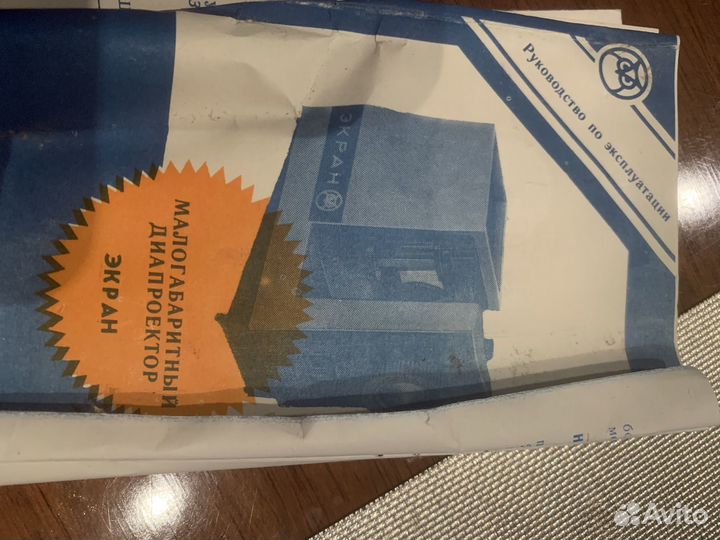 Руководство по эксплуатации
ЭКРАН
МАЛОГАБАРИТНЫЙ
ДИАПРОЕКТОР
ЭКРАН
Avito